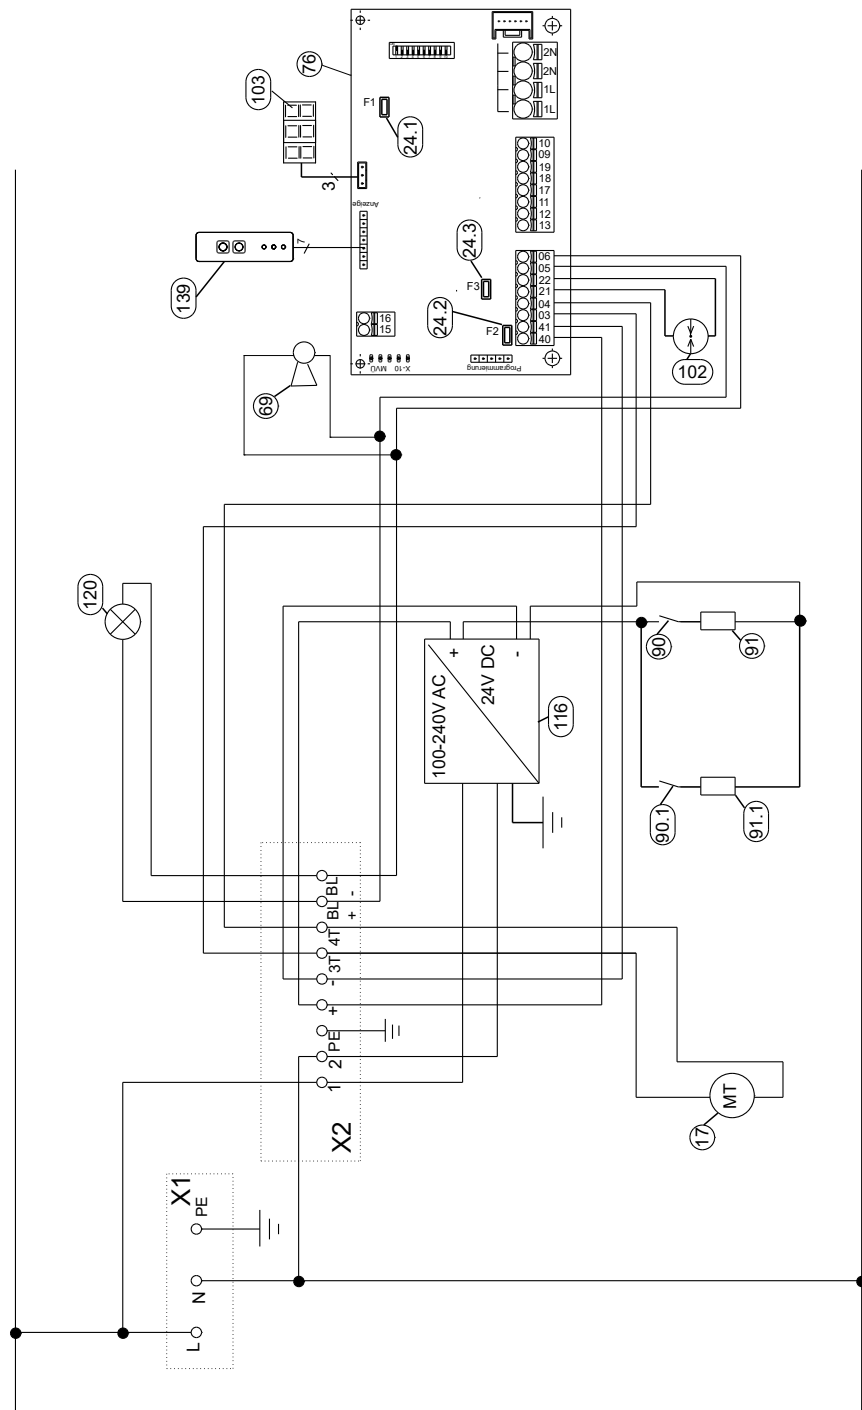 76
103
F1
24.1
2N
2N
1L
1L
3
Anzeige
10
09
19
18
17
11
12
13
139
7
24.3
F3
24.2
F2
16
15
MVÜ
X-10
Programmierung
06
05
22
21
04
03
41
40
102
69
120
+
-
100-240V AC
24V DC
116
90
91
90.1
91.1
BL
-
BL
+
4T
3T
-
+
PE
2
1
X2
MT
17
X1
PE
N
L